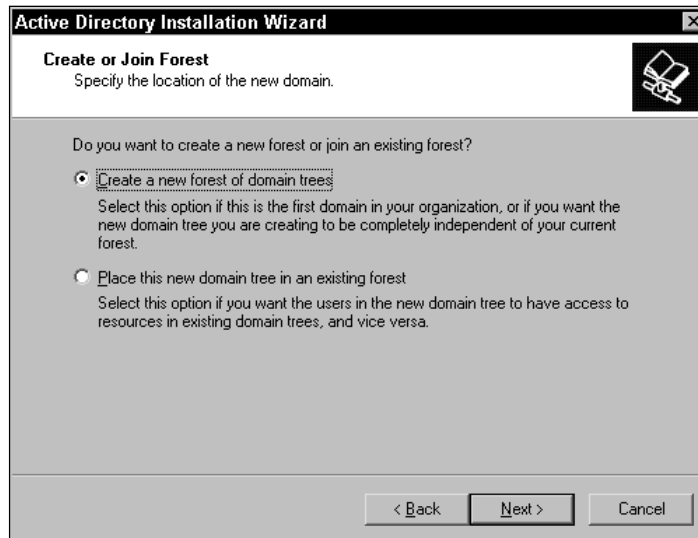 Active Directory Installation Wizard
Create or Join Forest
Specify the location of the new domain.
Do you want to create a new forest or join an existing forest?
Create a new forest of domain trees
Select this option if this is the first domain in your organization, or if you want the
new domain tree you are creating to be completely independent of your current
forest.
Place this new domain tree in an existing forest
Select this option if you want the users in the new domain tree to have access to
resources in existing domain trees, and vice versa.
< Back
Next >
Cancel